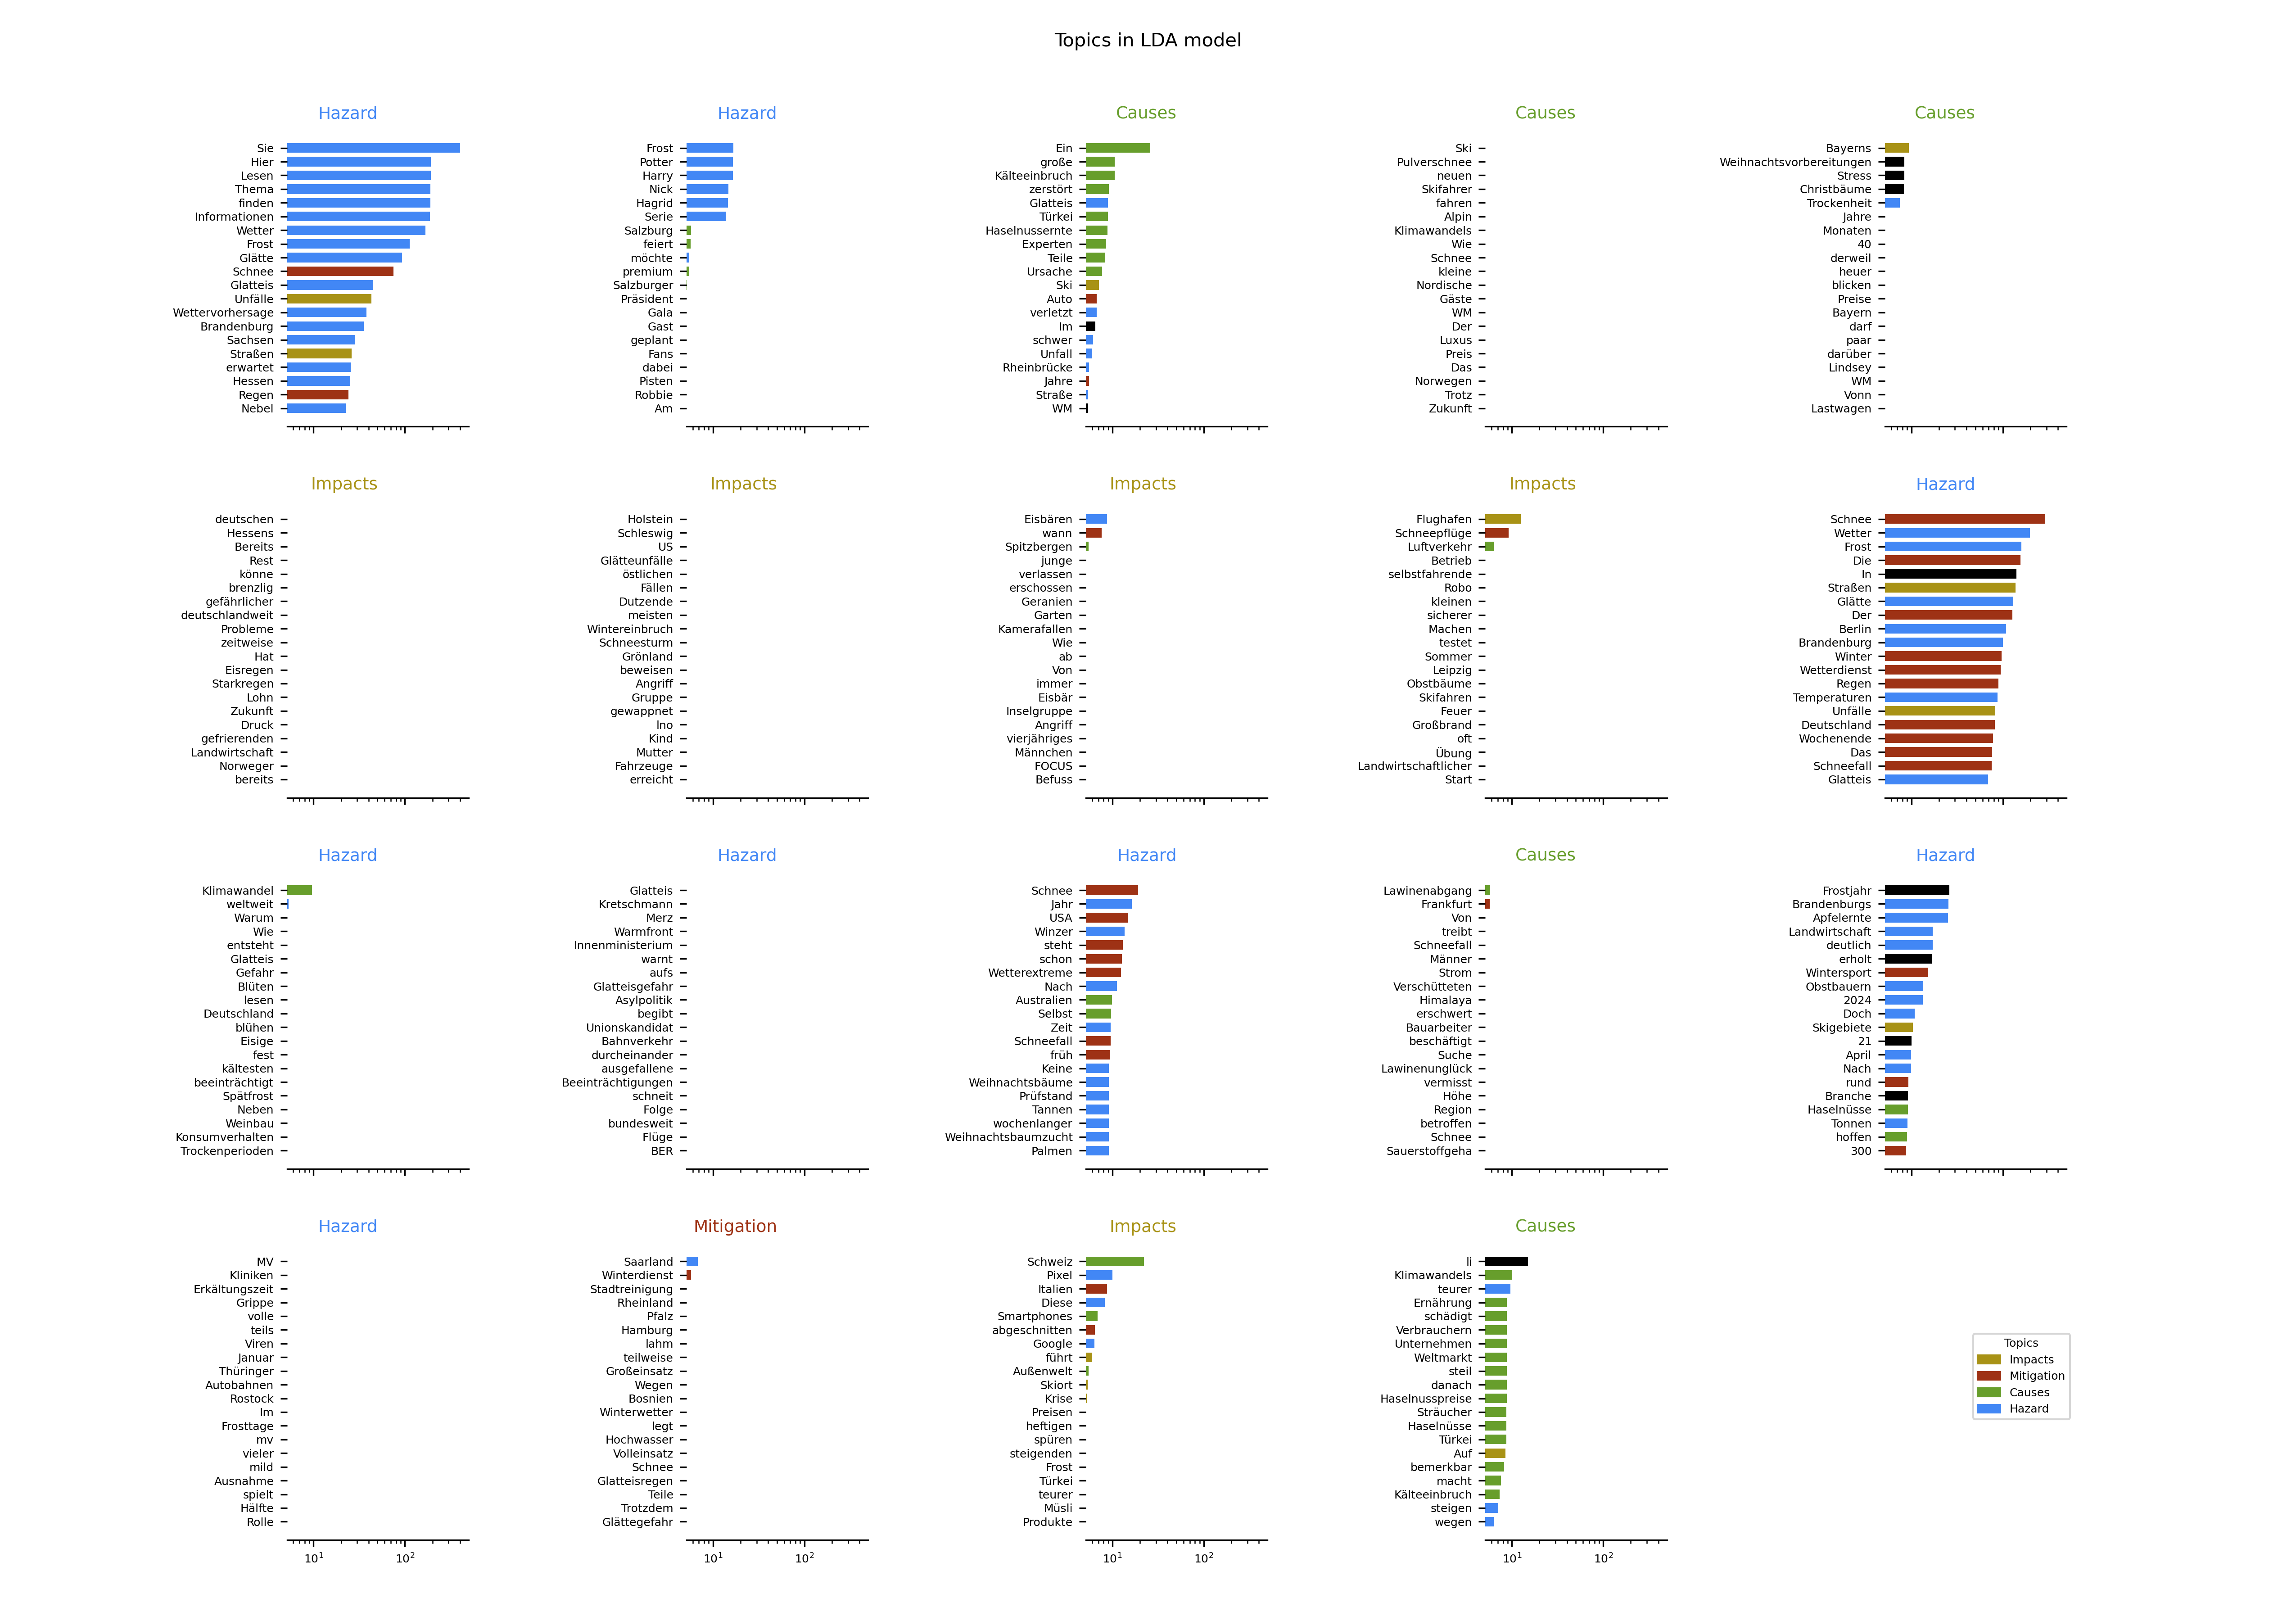 Topics in LDA model
Hazard
Sie
Hier
Lesen
Thema
finden
Informationen
Wetter
Frost
Glätte
Schnee
Glatteis
Unfälle
Wettervorhersage
Brandenburg
Sachsen
Straßen
erwartet
Hessen
Regen
Nebel
Hazard
Frost
Potter
Harry
Nick
Hagrid
Serie
Salzburg
feiert
möchte
premium
Salzburger
Präsident
Gala
Gast
geplant
Fans
dabei
Pisten
Robbie
Am
Causes
Ein
große
Kälteeinbruch
zerstört
Glatteis
Türkei
Haselnussernte
Experten
Teile
Ursache
Ski
Auto
verletzt
Im
schwer
Unfall
Rheinbrücke
Jahre
Straße
WM
Causes
Ski
Pulverschnee
neuen
Skifahrer
fahren
Alpin
Klimawandels
Wie
Schnee
kleine
Nordische
Gäste
WM
Der
Luxus
Preis
Das
Norwegen
Trotz
Zukunft
Causes
Bayerns
Weihnachtsvorbereitungen
Stress
Christbäume
Trockenheit
Jahre
Monaten
40
derweil
heuer
blicken
Preise
Bayern
darf
paar
darüber
Lindsey
WM
Vonn
Lastwagen
Impacts
deutschen
Hessens
Bereits
Rest
könne
brenzlig
gefährlicher
deutschlandweit
Probleme
zeitweise
Hat
Eisregen
Starkregen
Lohn
Zukunft
Druck
gefrierenden
Landwirtschaft
Norweger
bereits
Impacts
Holstein
Schleswig
US
Glätteunfälle
östlichen
Fällen
Dutzende
meisten
Wintereinbruch
Schneesturm
Grönland
beweisen
Angriff
Gruppe
gewappnet
Ino
Kind
Mutter
Fahrzeuge
erreicht
Impacts
Eisbären
wann
Spitzbergen
junge
verlassen
erschossen
Geranien
Garten
Kamerafallen
Wie
ab
Von
immer
Eisbär
Inselgruppe
Angriff
vierjähriges
Männchen
FOCUS
Befuss
Impacts
Flughafen
Schneepflüge
Luftverkehr
Betrieb
selbstfahrende
Robo
kleinen
sicherer
Machen
testet
Sommer
Leipzig
Obstbäume
Skifahren
Feuer
Großbrand
oft
Übung
Landwirtschaftlicher
Start
Hazard
Schnee
Wetter
Frost
Die
In
Straßen
Glätte
Der
Berlin
Brandenburg
Winter
Wetterdienst
Regen
Temperaturen
Unfälle
Deutschland
Wochenende
Das
Schneefall
Glatteis
Hazard
Klimawandel
weltweit
Warum
Wie
entsteht
Glatteis
Gefahr
Blüten
lesen
Deutschland
blühen
Eisige
fest
kältesten
beeinträchtigt
Spätfrost
Neben
Weinbau
Konsumverhalten
Trockenperioden
Hazard
Glatteis
Kretschmann
Merz
Warmfront
Innenministerium
warnt
aufs
Glatteisgefahr
Asylpolitik
begibt
Unionskandidat
Bahnverkehr
durcheinander
ausgefallene
Beeinträchtigungen
schneit
Folge
bundesweit
Flüge
BER
Hazard
Schnee
Jahr
USA
Winzer
steht
schon
Wetterextreme
Nach
Australien
Selbst
Zeit
Schneefall
früh
Keine
Weihnachtsbäume
Prüfstand
Tannen
wochenlanger
Weihnachtsbaumzucht
Palmen
Causes
Lawinenabgang
Frankfurt
Von
treibt
Schneefall
Männer
Strom
Verschütteten
Himalaya
erschwert
Bauarbeiter
beschäftigt
Suche
Lawinenunglück
vermisst
Höhe
Region
betroffen
Schnee
Sauerstoffgeha
Hazard
Frostjahr
Brandenburgs
Apfelernte
Landwirtschaft
deutlich
erholt
Wintersport
Obstbauern
2024
Doch
Skigebiete
21
April
Nach
rund
Branche
Haselnüsse
Tonnen
hoffen
300
Hazard
MV
Kliniken
Erkältungszeit
Grippe
volle
teils
Viren
Januar
Thüringer
Autobahnen
Rostock
Im
Frosttage
mv
vieler
mild
Ausnahme
spielt
Hälfte
Rolle
10¹ 10²
Mitigation
Saarland
Winterdienst
Stadtreinigung
Rheinland
Pfalz
Hamburg
lahm
teilweise
Großeinsatz
Wegen
Bosnien
Winterwetter
legt
Hochwasser
Volleinsatz
Schnee
Glatteisregen
Teile
Trotzdem
Glättegefahr
10¹ 10²
Impacts
Schweiz
Pixel
Italien
Diese
Smartphones
abgeschnitten
Google
führt
Außenwelt
Skiort
Krise
Preisen
heftigen
spüren
steigenden
Frost
Türkei
teurer
Müsli
Produkte
10¹ 10²
Causes
li
Klimawandels
teurer
Ernährung
schädigt
Verbrauchern
Unternehmen
Weltmarkt
steil
danach
Haselnusspreise
Sträucher
Haselnüsse
Türkei
Auf
bemerkbar
macht
Kälteeinbruch
steigen
wegen
10¹ 10²
Topics
Impacts
Mitigation
Causes
Hazard